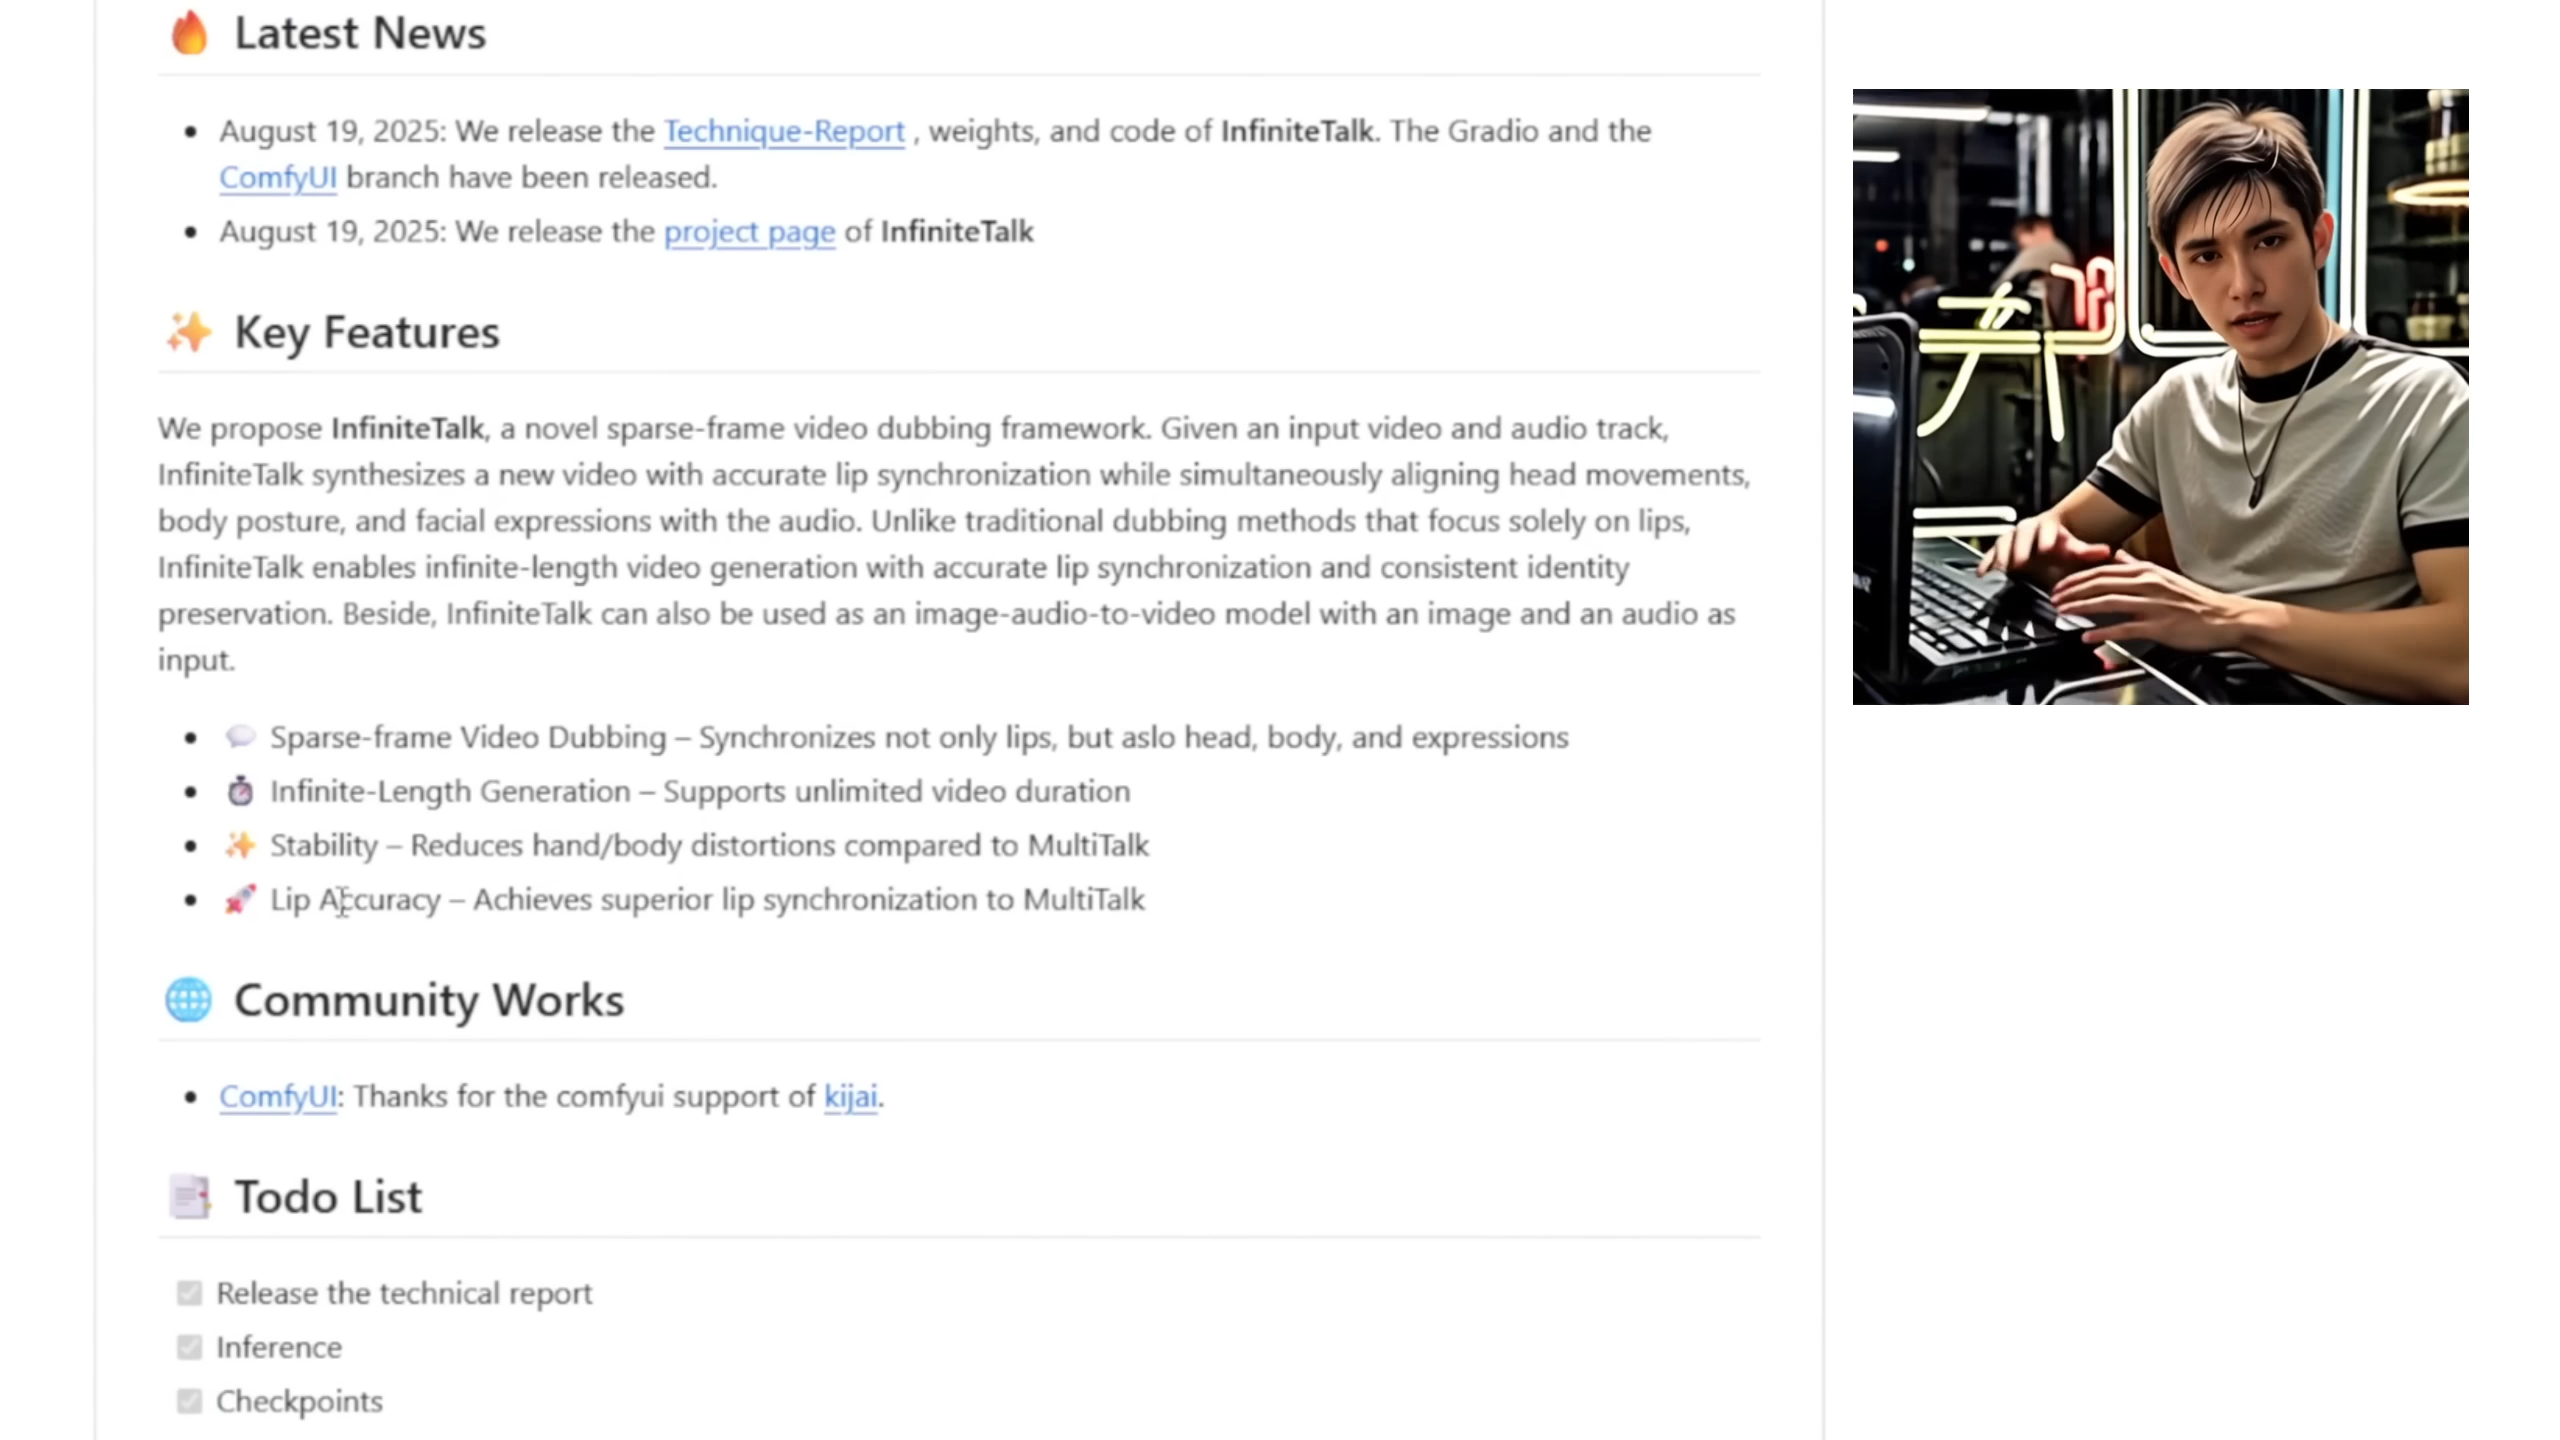 Latest News
August 19, 2025: We release the Technique-Report , weights, and code of InfiniteTalk. The Gradio and the
ComfyUI branch have been released.
August 19, 2025: We release the project page of InfiniteTalk
Key Features
We propose InfiniteTalk, a novel sparse-frame video dubbing framework. Given an input video and audio track,
InfiniteTalk synthesizes a new video with accurate lip synchronization while simultaneously aligning head movements,
body posture, and facial expressions with the audio. Unlike traditional dubbing methods that focus solely on lips,
InfiniteTalk enables infinite-length video generation with accurate lip synchronization and consistent identity
preservation. Beside, InfiniteTalk can also be used as an image-audio-to-video model with an image and an audio as
input.
Sparse-frame Video Dubbing – Synchronizes not only lips, but aslo head, body, and expressions
Infinite-Length Generation – Supports unlimited video duration
Stability – Reduces hand/body distortions compared to MultiTalk
Lip Accuracy – Achieves superior lip synchronization to MultiTalk
Community Works
ComfyUI: Thanks for the comfyui support of kijai.
Todo List
Release the technical report
Inference
Checkpoints